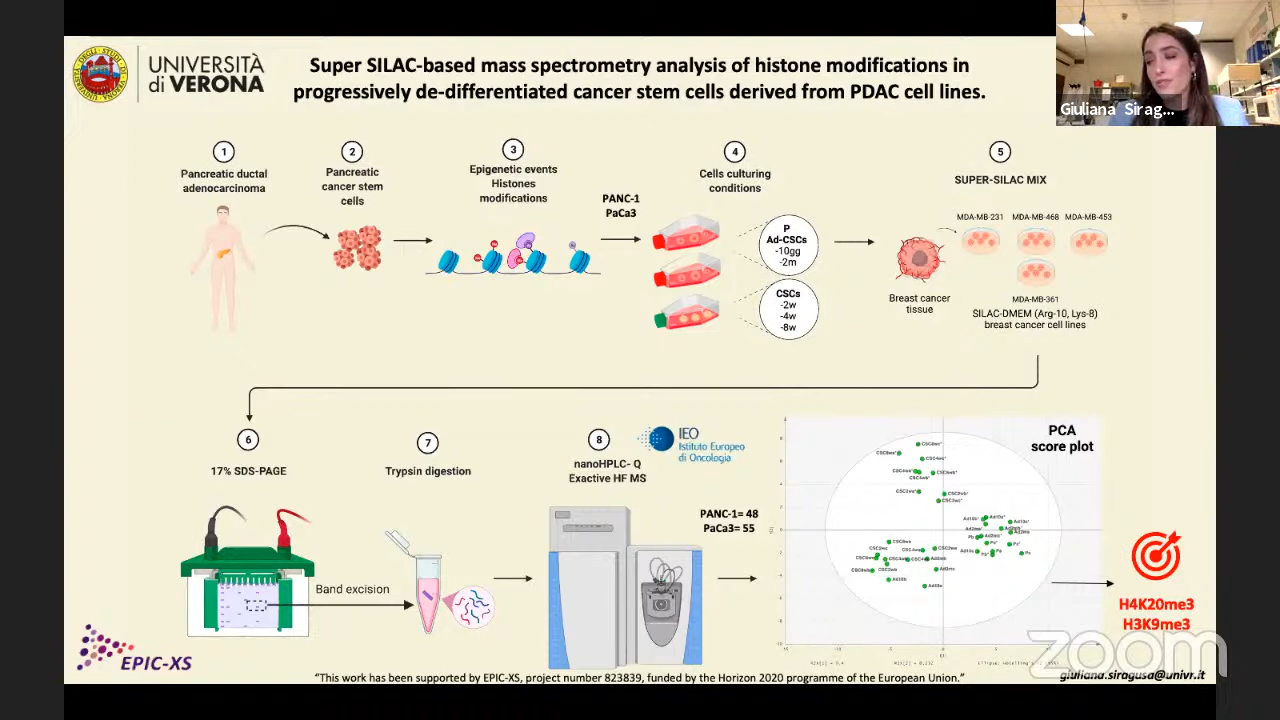 UNIVERSITÀ
di VERONA
Super SILAC-based mass spectrometry analysis of histone modifications in
progressively de-differentiated cancer stem cells derived from PDAC cell lines.
Giuliana Sirag...
1
Pancreatic ductal
adenocarcinoma
2
Pancreatic
cancer stem
cells
3
Epigenetic events
Histones
modifications
PANC-1
PaCa3
4
Cells culturing
conditions
P
Ad-CSCs
-10gg
-2m
CSCs
-2w
-4w
-8w
5
SUPER-SILAC MIX
MDA-MB-231 MDA-MB-468 MDA-MB-453
MDA-MB-361
Breast cancer
tissue
SILAC-DMEM (Arg-10, Lys-8)
breast cancer cell lines
6
17% SDS-PAGE
Band excision
7
Trypsin digestion
8
nanoHPLC- Q
Exactive HF MS
IEO
Istituto Europeo
di Oncologia
PANC-1= 48
PaCa3= 55
PCA
score plot
H4K20me3
H3K9me3
EPIC-XS
"This work has been supported by EPIC-XS, project number 823839, funded by the Horizon 2020 programme of the European Union."
zoom
giuliana.siragusa@univr.it